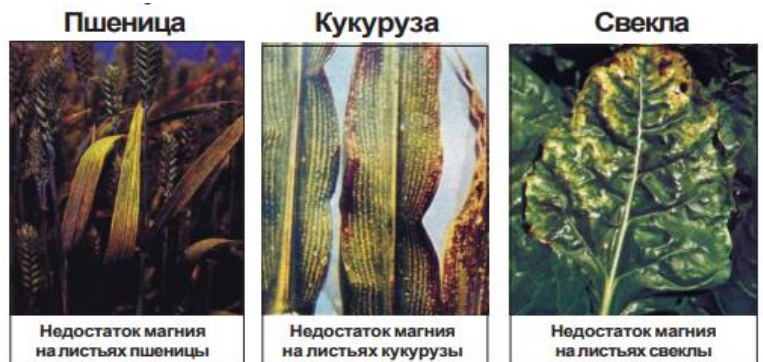 Пшеница
Кукуруза
Свекла
Недостаток магния
на листьях пшеницы
Недостаток магния
на листьях кукурузы
Недостаток магния
на листьях свеклы